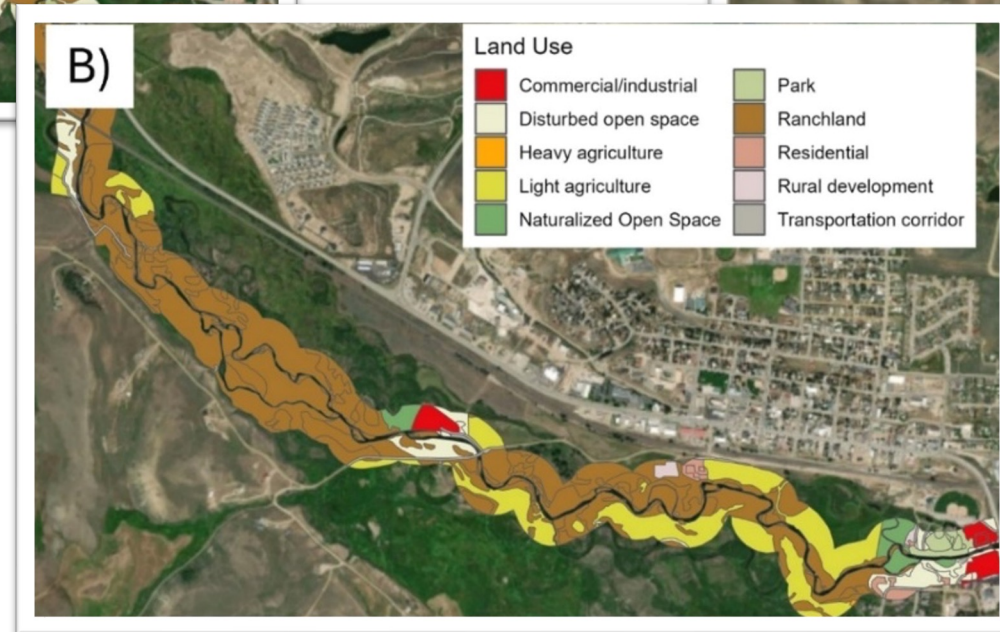 B)
Land Use
Commercial/industrial
Disturbed open space
Heavy agriculture
Light agriculture
Naturalized Open Space
Park
Ranchland
Residential
Rural development
Transportation corridor